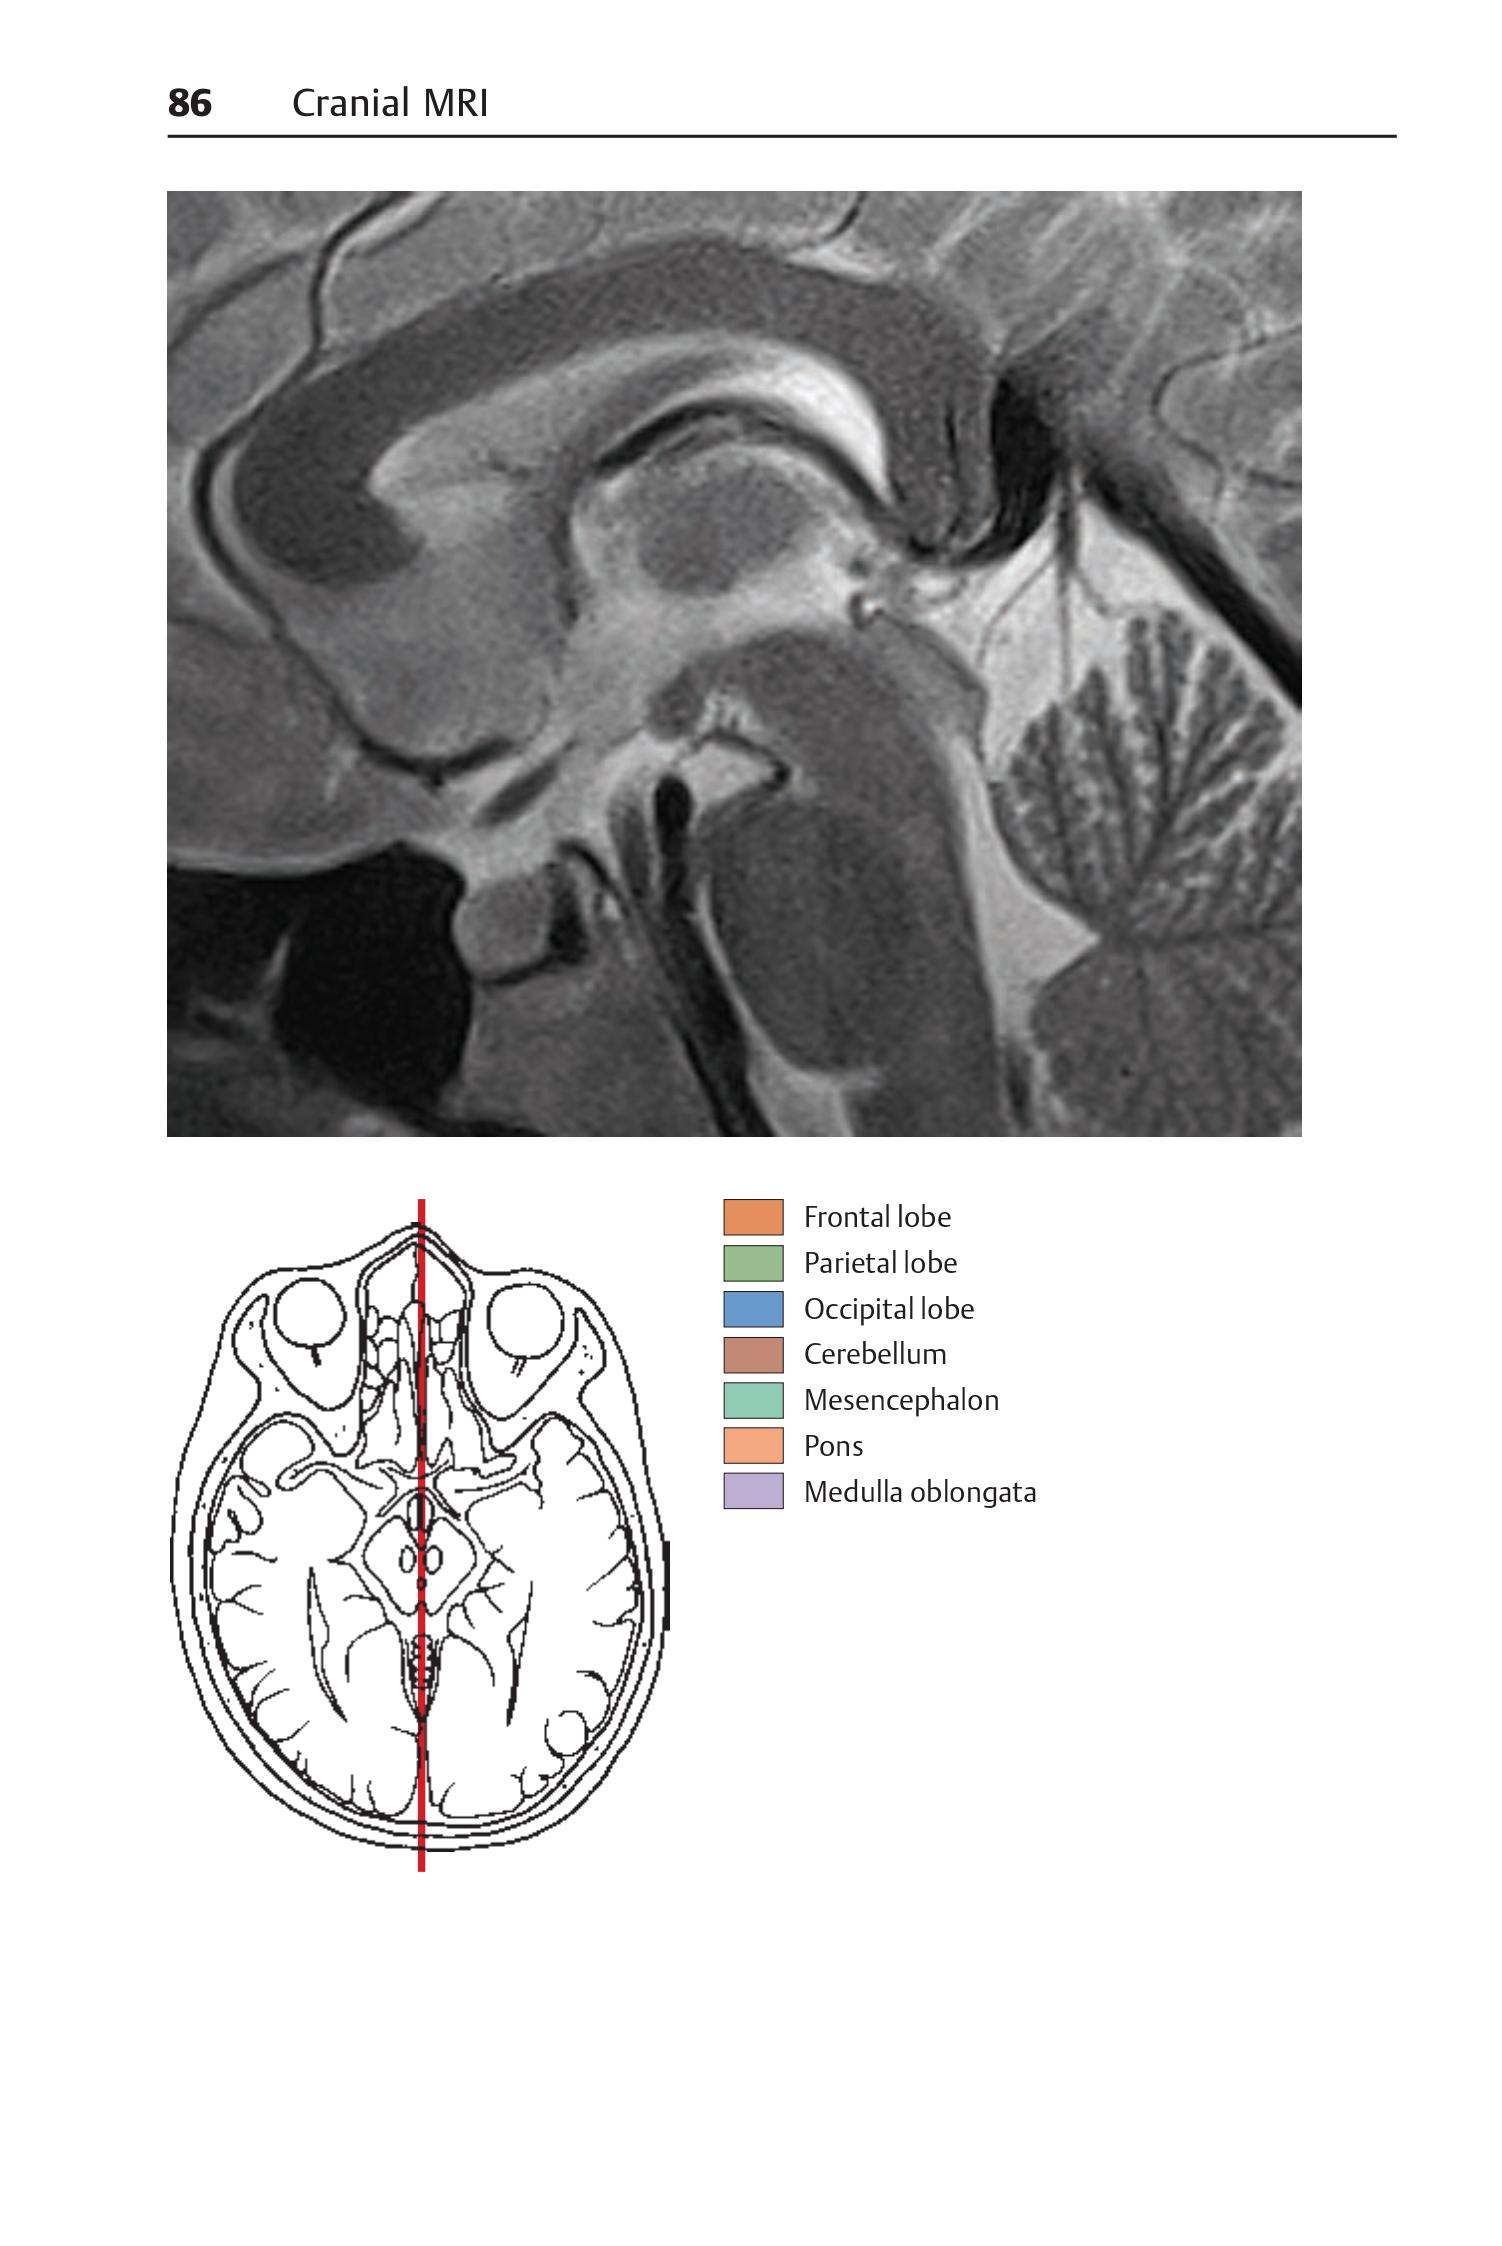 86 Cranial MRI
Frontal lobe
Parietal lobe
Occipital lobe
Cerebellum
Mesencephalon
Pons
Medulla oblongata